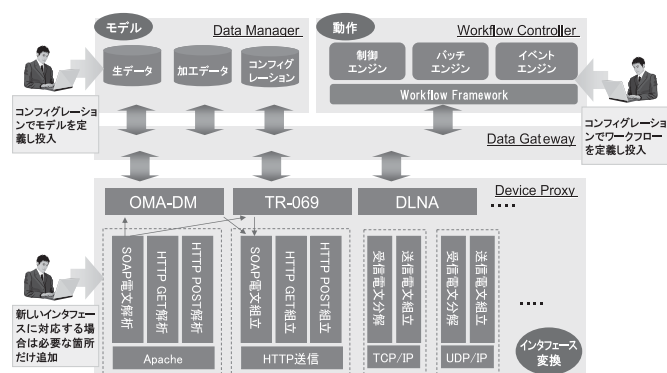 モデル
Data Manager
生データ
加工データ
コンフィグ
レーション
動作
Workflow Controller
制御
エンジン
バッチ
エンジン
イベント
エンジン
Workflow Framework
コンフィグレーショ
ンでモデルを定
義し投入
コンフィグレーショ
ンでワークフロー
を定義し投入
Data Gateway
Device Proxy
OMA-DM
TR-069
DLNA
••••
SOAP電文解析
HTTP GET解析
HTTP POST解析
Apache
SOAP電文組立
HTTP GET組立
HTTP POST組立
HTTP送信
受信電文分解
送信電文組立
TCP/IP
受信電文分解
送信電文組立
UDP/IP
••••
新しいインタフェー
スに対応する場
合は必要な箇所
だけ追加
インタフェース
変換